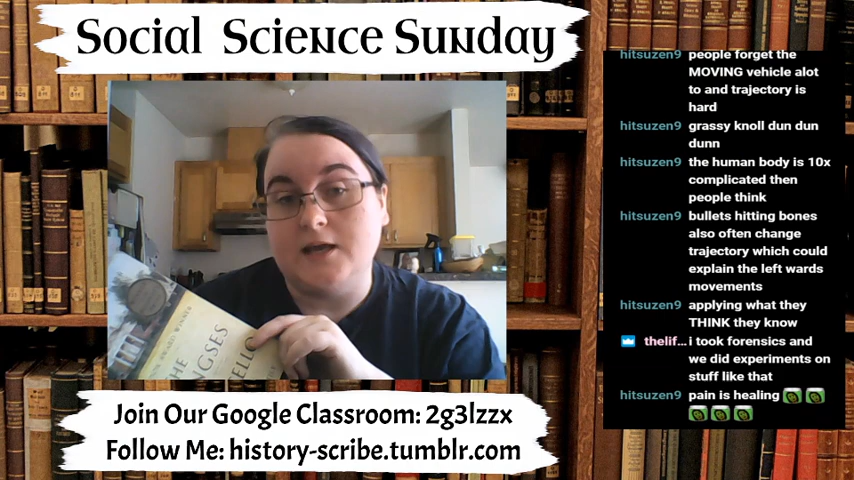 Social Science Sunday
hitsuzen9 people forget the
MOVING vehicle alot
to and trajectory is
hard
hitsuzen9 grassy knoll dun dun
dunn
hitsuzen9 the human body is 10x
complicated then
people think
hitsuzen9 bullets hitting bones
also often change
trajectory which could
explain the left wards
movements
hitsuzen9 applying what they
THINK they know
thelif... i took forensics and
we did experiments on
stuff like that
hitsuzen9 pain is healing
THE
Join Our Google Classroom: 2g3lzzx
Follow Me: history-scribe.tumblr.com